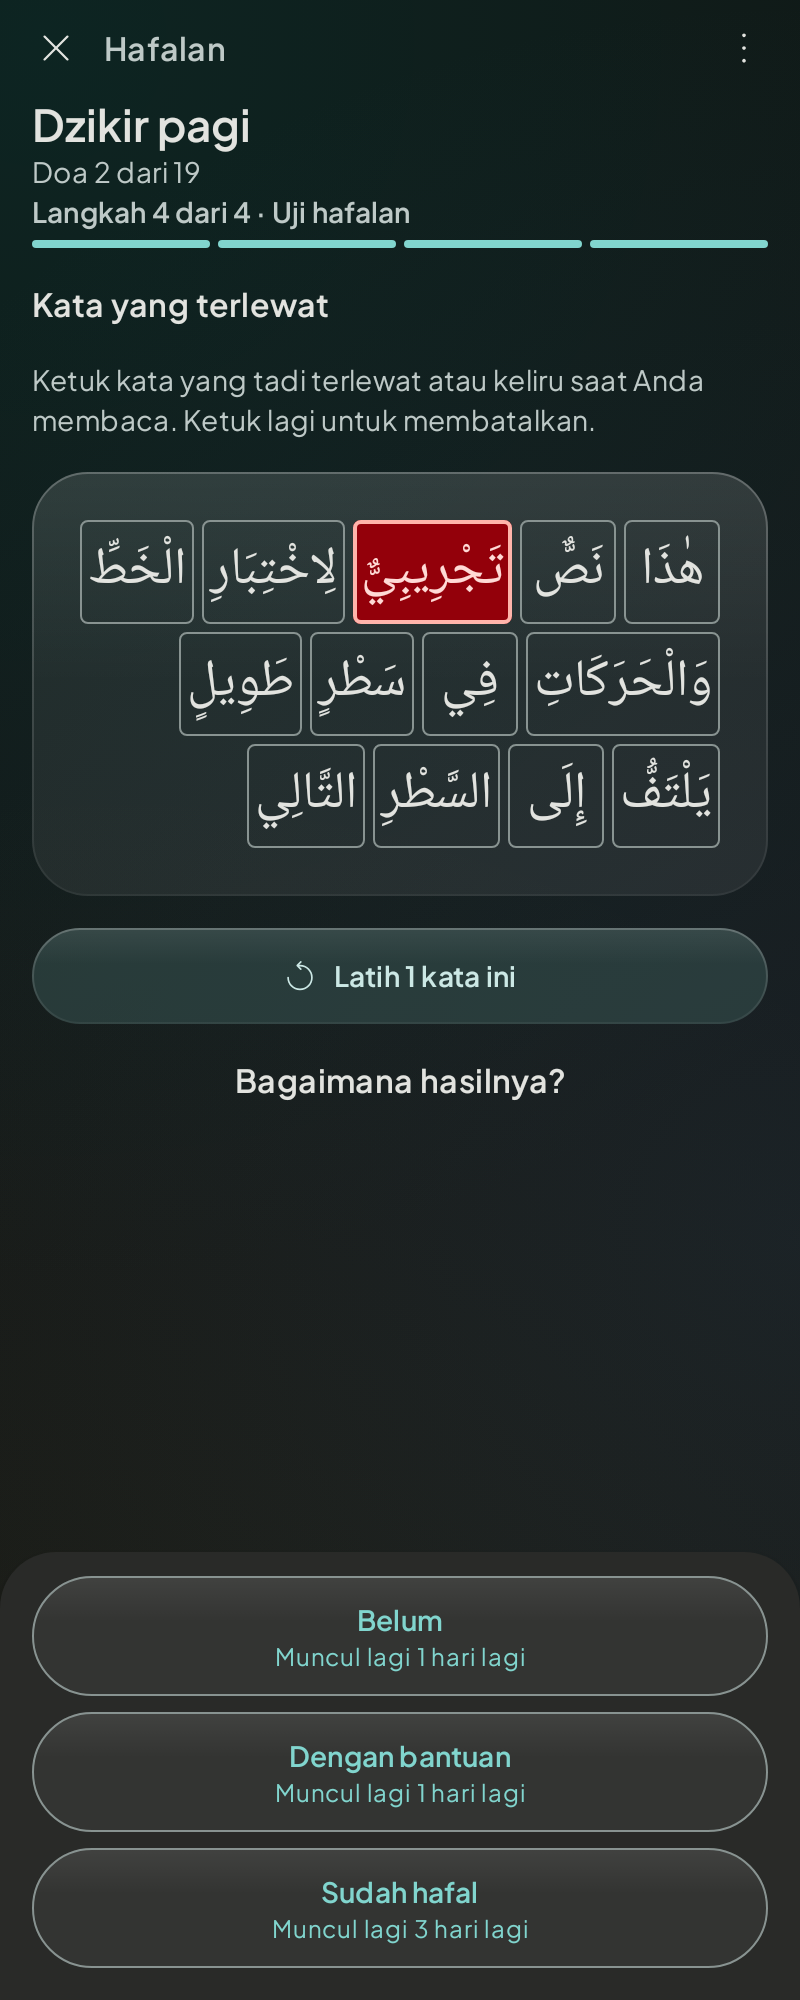 Hafalan
Dzikir pagi
Doa 2 dari 19
Langkah 4 dari 4 · Uji hafalan
Kata yang terlewat
Ketuk kata yang tadi terlewat atau keliru saat Anda
membaca. Ketuk lagi untuk membatalkan.
هٰذَا نَصٌّ تَجْرِيبِيٌّ لِاخْتِبَارِ الْخَطِّ
وَالْحَرَكَاتِ فِي سَطْرٍ طَوِيلٍ
يَلْتَفُّ إِلَى السَّطْرِ التَّالِي
Latih 1 kata ini
Bagaimana hasilnya?
Belum
Muncul lagi 1 hari lagi
Dengan bantuan
Muncul lagi 1 hari lagi
Sudah hafal
Muncul lagi 3 hari lagi